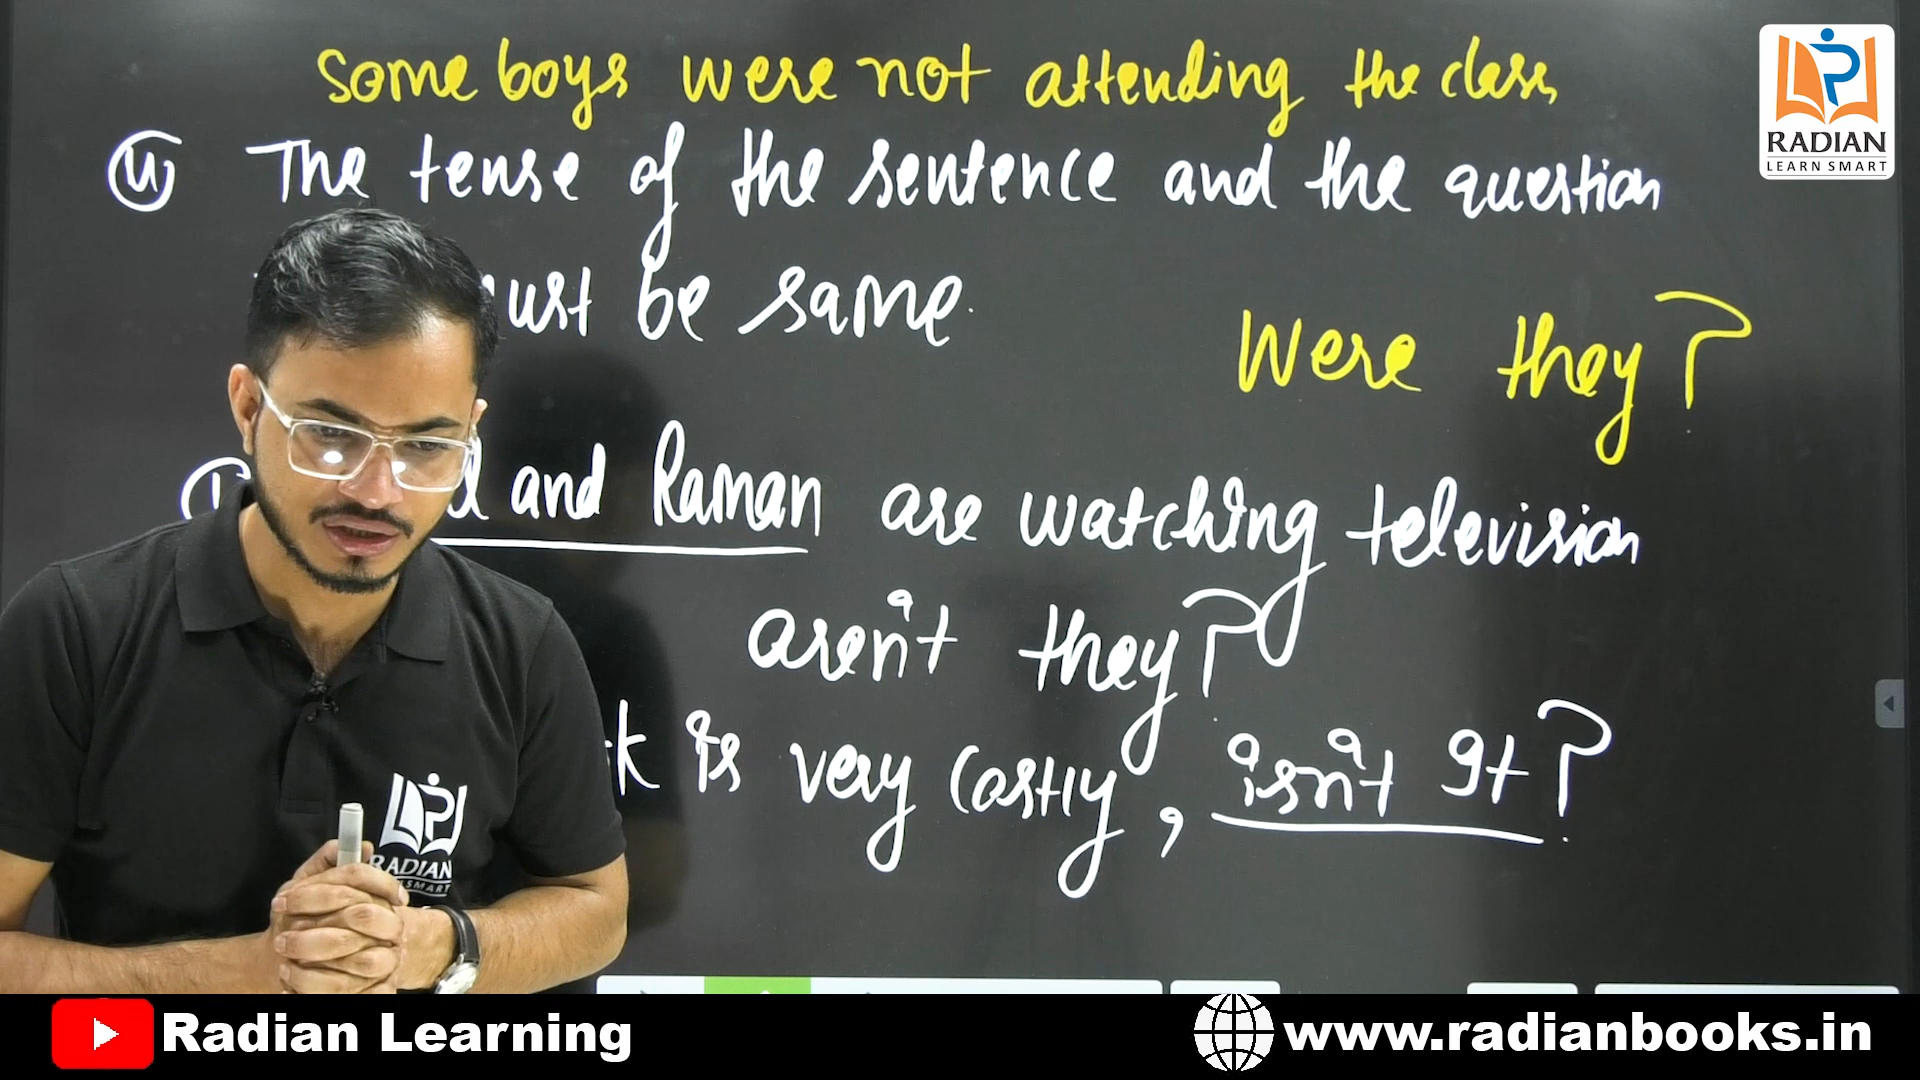 some boys were not attending the class,
The tense of the sentence and the question
must be same.
Were they?
and Raman are watching television
aren't they?
is very costly, isn't It?
RADIAN
LEARN SMART
RADIAN
SMART
Radian Learning
www.radianbooks.in